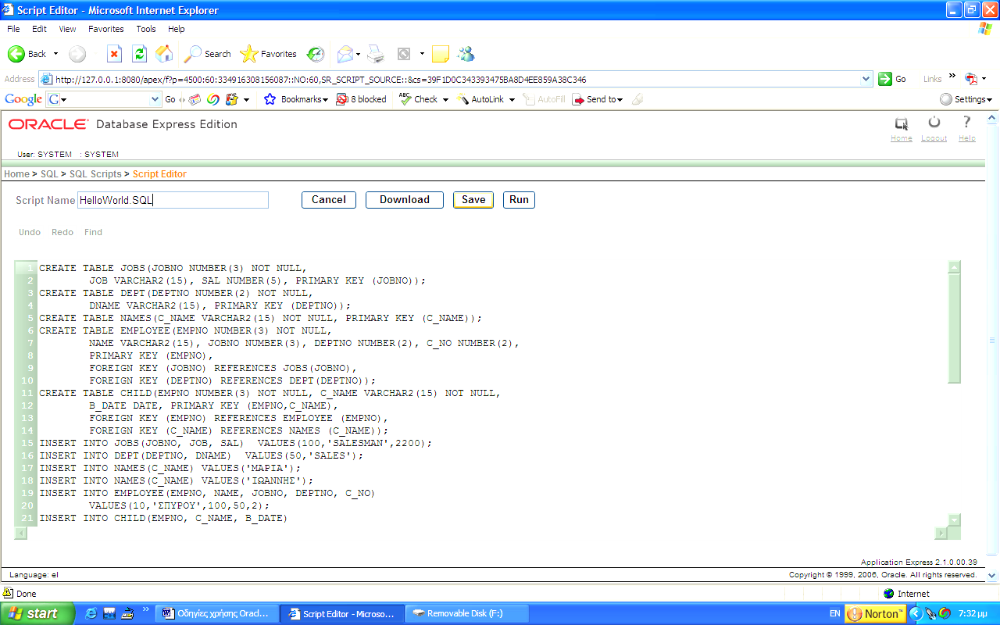 Script Editor - Microsoft Internet Explorer
File Edit View Favorites Tools Help
Back Search Favorites
Address http://127.0.0.1:8080/apex/f?p=4500:60:334916308156087::NO:60,SR_SCRIPT_SOURCE::&cs=39F1D0C343393475BA8D4EE859A38C346 Go Links »
Google G Go Bookmarks 8 blocked ABC Check AutoLink AutoFill Send to Settings
ORACLE Database Express Edition
Home Logout Help
User: SYSTEM : SYSTEM
Home > SQL > SQL Scripts > Script Editor
Script Name HelloWorld.SQL Cancel Download Save Run
Undo Redo Find
1 CREATE TABLE JOBS(JOBNO NUMBER(3) NOT NULL,
2 JOB VARCHAR2(15), SAL NUMBER(5), PRIMARY KEY (JOBNO));
3 CREATE TABLE DEPT(DEPTNO NUMBER(2) NOT NULL,
4 DNAME VARCHAR2(15), PRIMARY KEY (DEPTNO));
5 CREATE TABLE NAMES(C_NAME VARCHAR2(15) NOT NULL, PRIMARY KEY (C_NAME));
6 CREATE TABLE EMPLOYEE(EMPNO NUMBER(3) NOT NULL,
7 NAME VARCHAR2(15), JOBNO NUMBER(3), DEPTNO NUMBER(2), C_NO NUMBER(2),
8 PRIMARY KEY (EMPNO),
9 FOREIGN KEY (JOBNO) REFERENCES JOBS(JOBNO),
10 FOREIGN KEY (DEPTNO) REFERENCES DEPT(DEPTNO));
11 CREATE TABLE CHILD(EMPNO NUMBER(3) NOT NULL, C_NAME VARCHAR2(15) NOT NULL,
12 B_DATE DATE, PRIMARY KEY (EMPNO,C_NAME),
13 FOREIGN KEY (EMPNO) REFERENCES EMPLOYEE (EMPNO),
14 FOREIGN KEY (C_NAME) REFERENCES NAMES (C_NAME));
15 INSERT INTO JOBS(JOBNO, JOB, SAL) VALUES(100,'SALESMAN',2200);
16 INSERT INTO DEPT(DEPTNO, DNAME) VALUES(50,'SALES');
17 INSERT INTO NAMES(C_NAME) VALUES('ΜΑΡΙΑ');
18 INSERT INTO NAMES(C_NAME) VALUES('ΙΩΑΝΝΗΣ');
19 INSERT INTO EMPLOYEE(EMPNO, NAME, JOBNO, DEPTNO, C_NO)
20 VALUES(10,'ΣΠΥΡΟΥ',100,50,2);
21 INSERT INTO CHILD(EMPNO, C_NAME, B_DATE)
Application Express 2.1.0.00.39
Language: el Copyright © 1999, 2006, Oracle. All rights reserved.
Done Internet
start » Οδηγίες χρήσης Orad... Script Editor - Microso... Removable Disk (F:) EN Norton™ 7:32 μμ